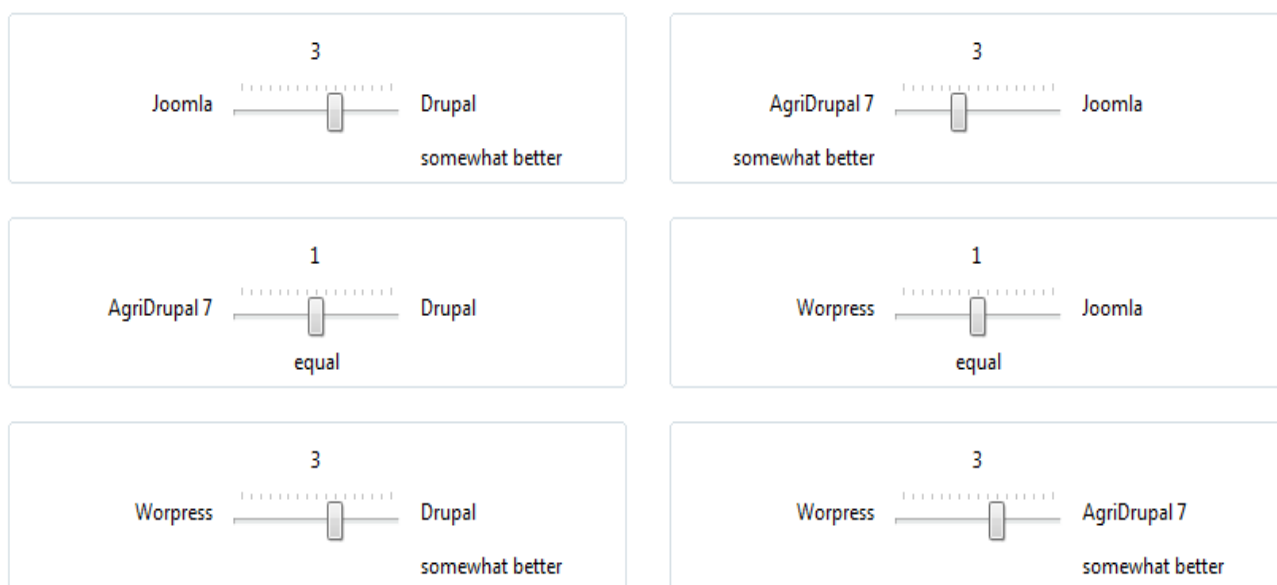 3
Joomla Drupal
somewhat better
3
AgriDrupal 7 Joomla
somewhat better
1
AgriDrupal 7 Drupal
equal
1
Worpress Joomla
equal
3
Worpress Drupal
somewhat better
3
Worpress AgriDrupal 7
somewhat better